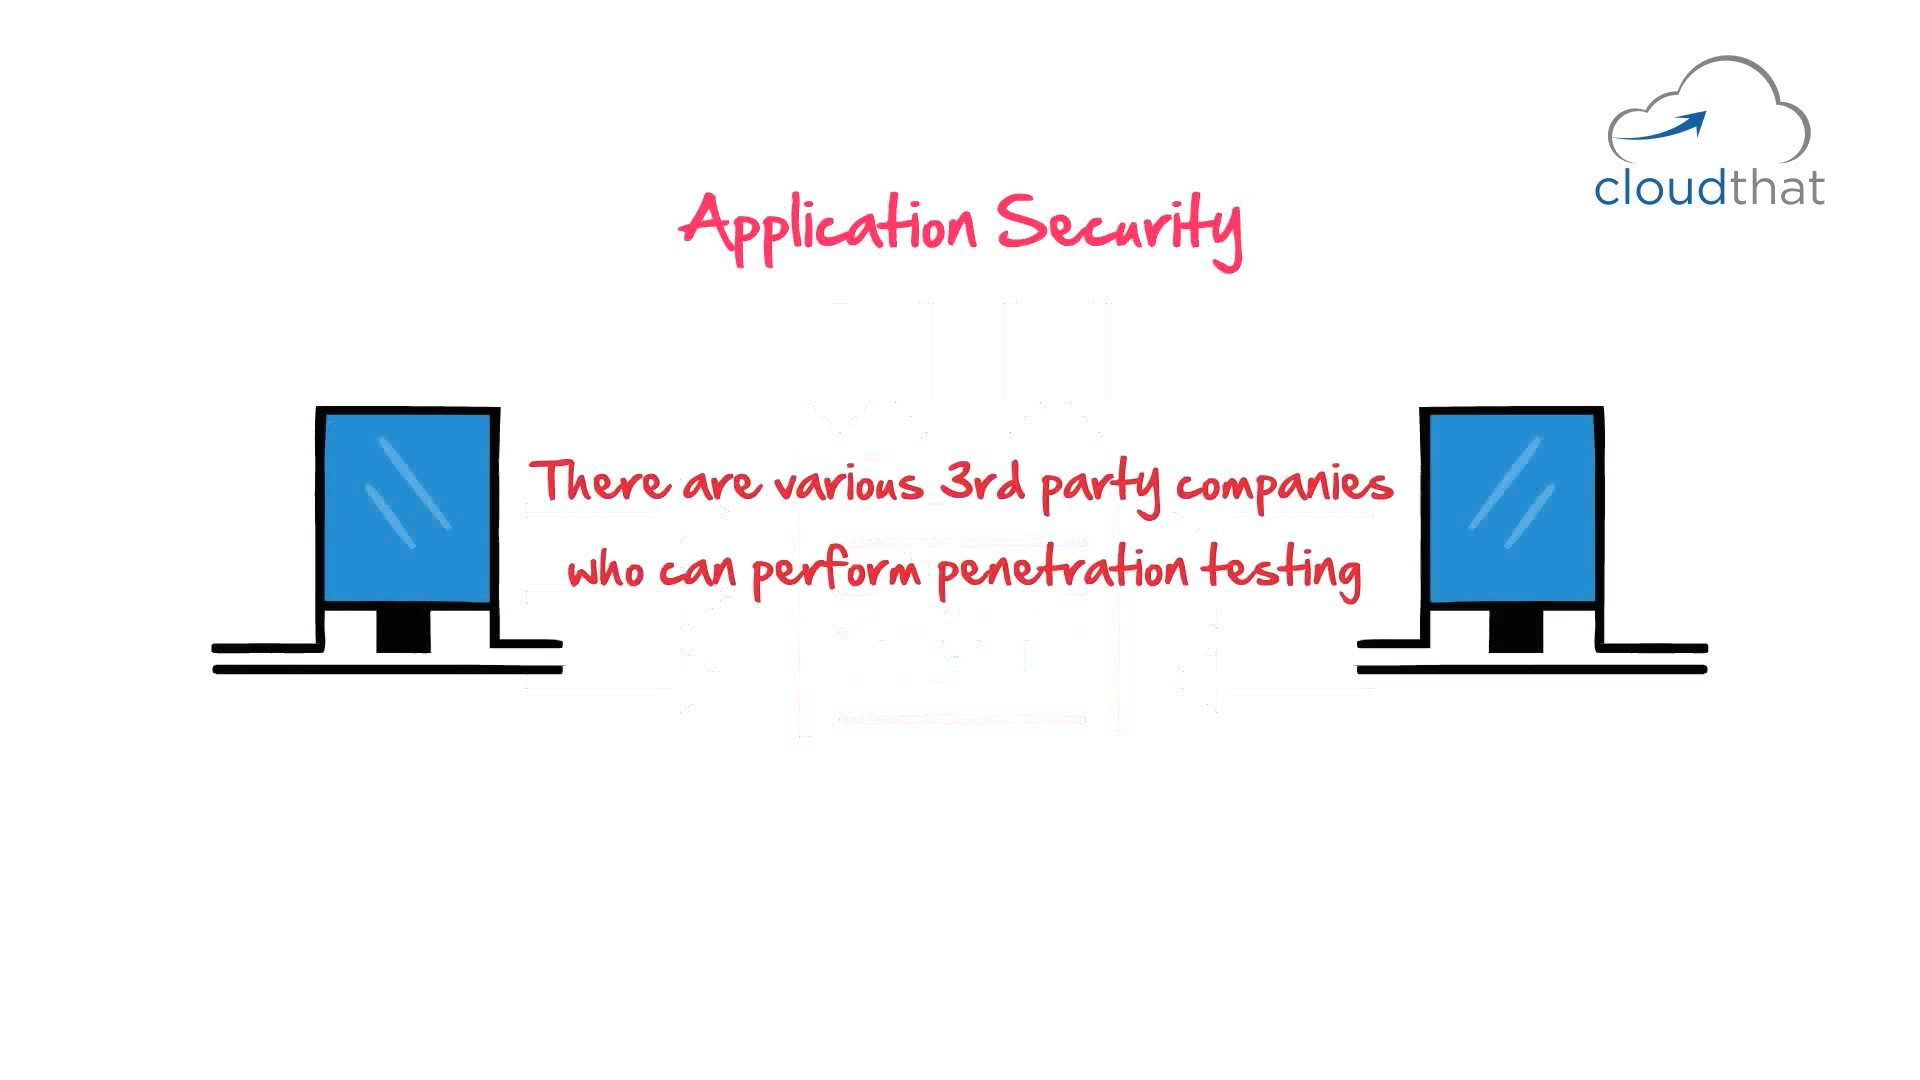 cloudthat
Application Security
There are various 3rd party companies
who can perform penetration testing